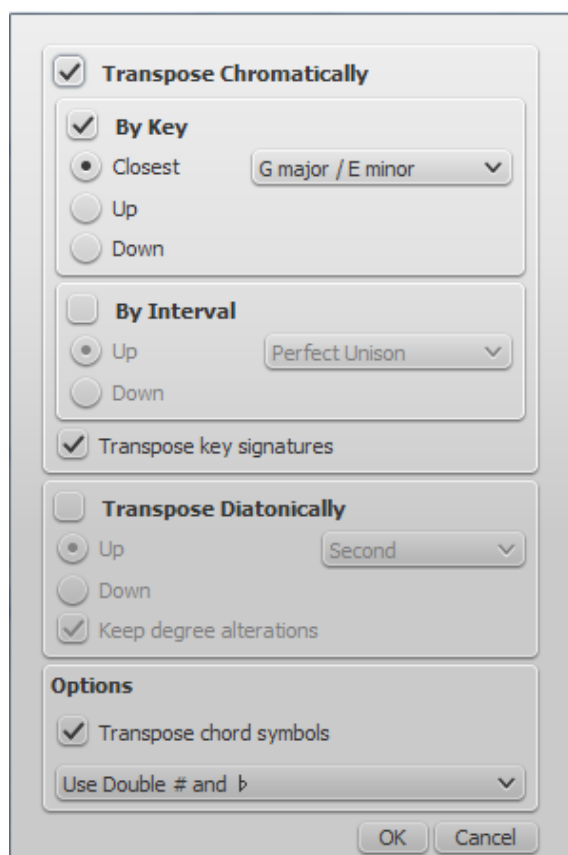 Transpose Chromatically
By Key
Closest G major / E minor
Up
Down
By Interval
Up Perfect Unison
Down
Transpose key signatures
Transpose Diatonically
Up Second
Down
Keep degree alterations
Options
Transpose chord symbols
Use Double # and ♭
OK Cancel